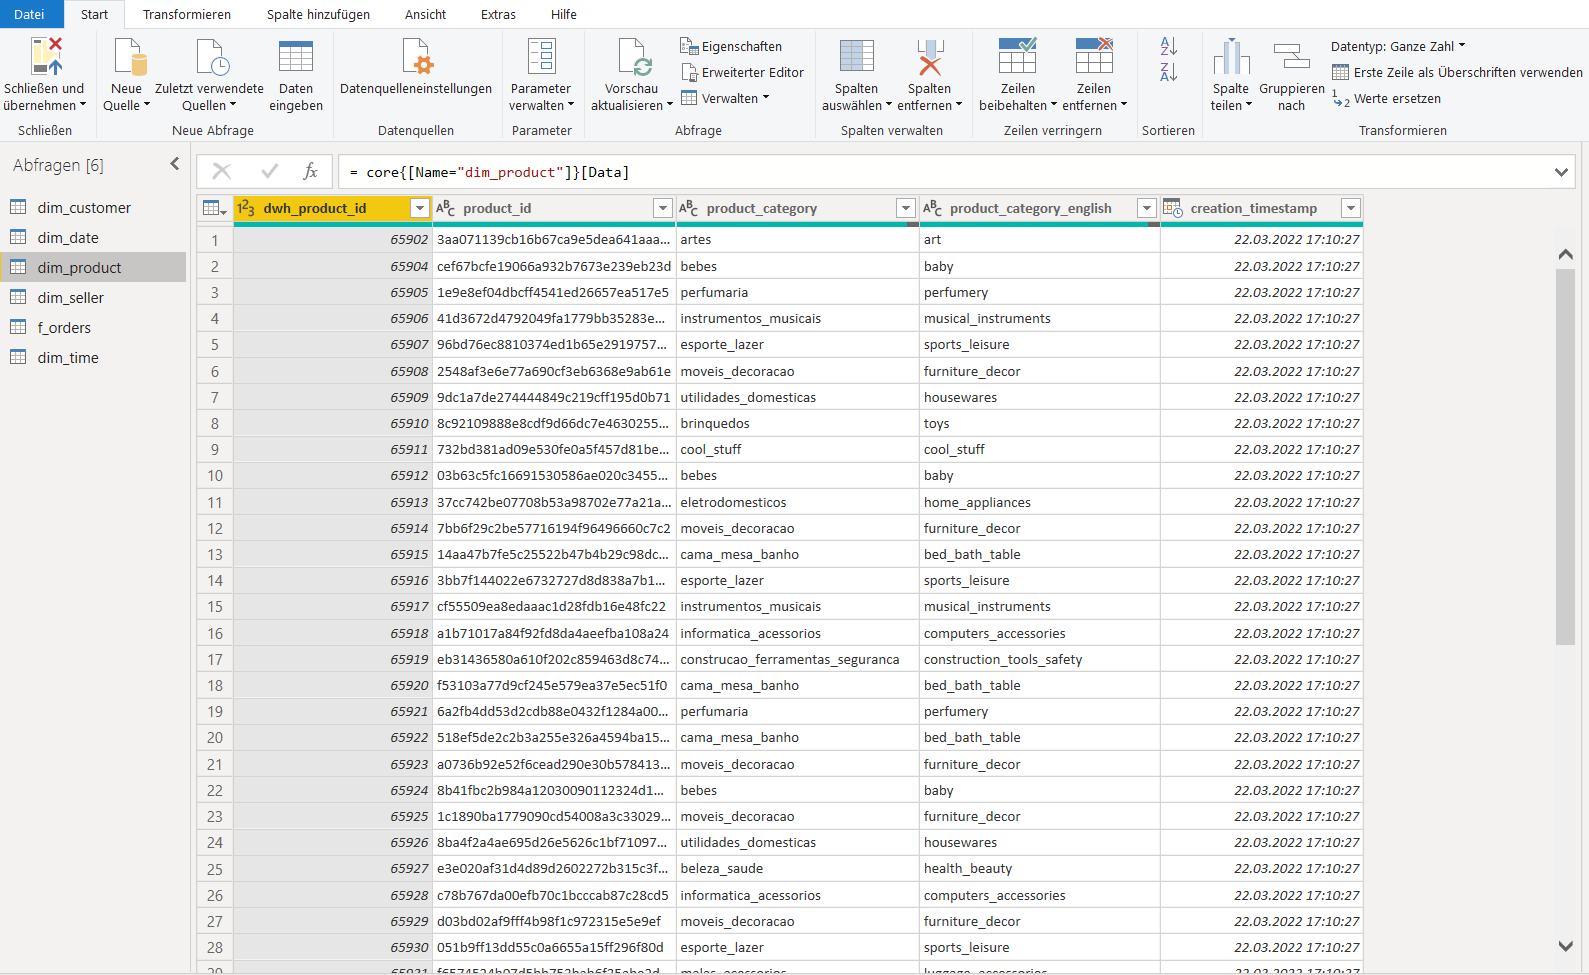 Datei Start Transformieren Spalte hinzufügen Ansicht Extras Hilfe
Schließen und übernehmen
Schließen
Neue Quelle
Zuletzt verwendete Quellen
Daten eingeben
Neue Abfrage
Datenquelleneinstellungen
Datenquellen
Parameter verwalten
Parameter
Vorschau aktualisieren
Eigenschaften
Erweiterter Editor
Verwalten
Abfrage
Spalten auswählen
Spalten entfernen
Spalten verwalten
Zeilen beibehalten
Zeilen entfernen
Zeilen verringern
Sortieren
Spalte teilen
Gruppieren nach
Datentyp: Ganze Zahl
Erste Zeile als Überschriften verwenden
Werte ersetzen
Transformieren
Abfragen [6]
dim_customer
dim_date
dim_product
dim_seller
f_orders
dim_time
fx = core{[Name="dim_product"]}[Data]
123 dwh_product_id ABC product_id ABC product_category ABC product_category_english creation_timestamp
1 65902 3aa071139cb16b67ca9e5dea641aaa... artes art 22.03.2022 17:10:27
2 65904 cef67bcfe19066a932b7673e239eb23d bebes baby 22.03.2022 17:10:27
3 65905 1e9e8ef04dbcff4541ed26657ea517e5 perfumaria perfumery 22.03.2022 17:10:27
4 65906 41d3672d4792049fa1779bb35283e... instrumentos_musicais musical_instruments 22.03.2022 17:10:27
5 65907 96bd76ec8810374ed1b65e2919757... esporte_lazer sports_leisure 22.03.2022 17:10:27
6 65908 2548af3e6e77a690cf3eb6368e9ab61e moveis_decoracao furniture_decor 22.03.2022 17:10:27
7 65909 9dc1a7de274444849c219cff195d0b71 utilidades_domesticas housewares 22.03.2022 17:10:27
8 65910 8c92109888e8cdf9d66dc7e4630255... brinquedos toys 22.03.2022 17:10:27
9 65911 732bd381ad09e530fe0a5f457d81be... cool_stuff cool_stuff 22.03.2022 17:10:27
10 65912 03b63c5fc16691530586ae020c3455... bebes baby 22.03.2022 17:10:27
11 65913 37cc742be07708b53a98702e77a21a... eletrodomesticos home_appliances 22.03.2022 17:10:27
12 65914 7bb6f29c2be57716194f96496660c7c2 moveis_decoracao furniture_decor 22.03.2022 17:10:27
13 65915 14aa47b7fe5c25522b47b4b29c98dc... cama_mesa_banho bed_bath_table 22.03.2022 17:10:27
14 65916 3bb7f144022e6732727d8d838a7b1... esporte_lazer sports_leisure 22.03.2022 17:10:27
15 65917 cf55509ea8edaaac1d28fdb16e48fc22 instrumentos_musicais musical_instruments 22.03.2022 17:10:27
16 65918 a1b71017a84f92fd8da4aeefba108a24 informatica_acessorios computers_accessories 22.03.2022 17:10:27
17 65919 eb31436580a610f202c859463d8c74... construcao_ferramentas_seguranca construction_tools_safety 22.03.2022 17:10:27
18 65920 f53103a77d9cf245e579ea37e5ec51f0 cama_mesa_banho bed_bath_table 22.03.2022 17:10:27
19 65921 6a2fb4dd53d2cdb88e0432f1284a00... perfumaria perfumery 22.03.2022 17:10:27
20 65922 518ef5de2c2b3a255e326a4594ba15... cama_mesa_banho bed_bath_table 22.03.2022 17:10:27
21 65923 a0736b92e52f6cead290e30b578413... moveis_decoracao furniture_decor 22.03.2022 17:10:27
22 65924 8b41fbc2b984a12030090112324d1... bebes baby 22.03.2022 17:10:27
23 65925 1c1890ba1779090cd54008a3c33029... moveis_decoracao furniture_decor 22.03.2022 17:10:27
24 65926 8ba4f2a4ae695d26e5626c1bf71097... utilidades_domesticas housewares 22.03.2022 17:10:27
25 65927 e3e020af31d4d89d2602272b315c3f... beleza_saude health_beauty 22.03.2022 17:10:27
26 65928 c78b767da00efb70c1bcccab87c28cd5 informatica_acessorios computers_accessories 22.03.2022 17:10:27
27 65929 d03bd02af9fff4b98f1c972315e5e9ef moveis_decoracao furniture_decor 22.03.2022 17:10:27
28 65930 051b9ff13dd55c0a6655a15ff296f80d esporte_lazer sports_leisure 22.03.2022 17:10:27